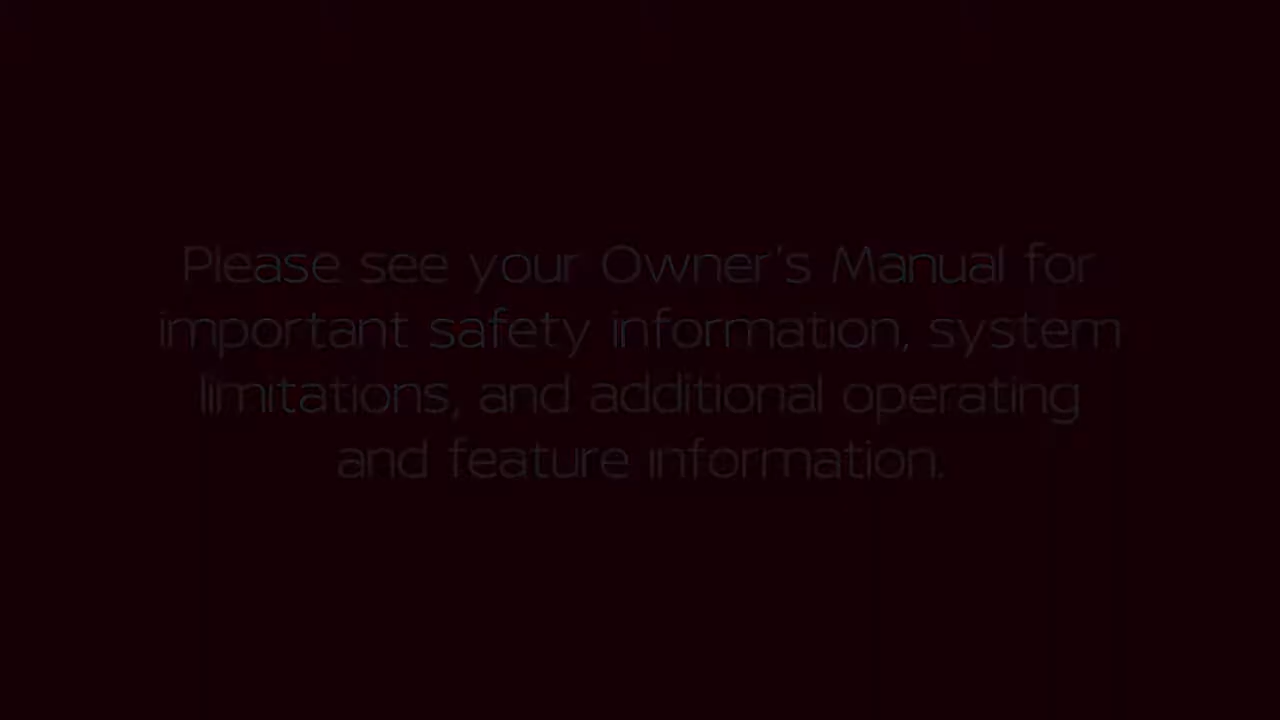 Please see your Owner's Manual for
important safety information, system
limitations, and additional operating
and feature information.